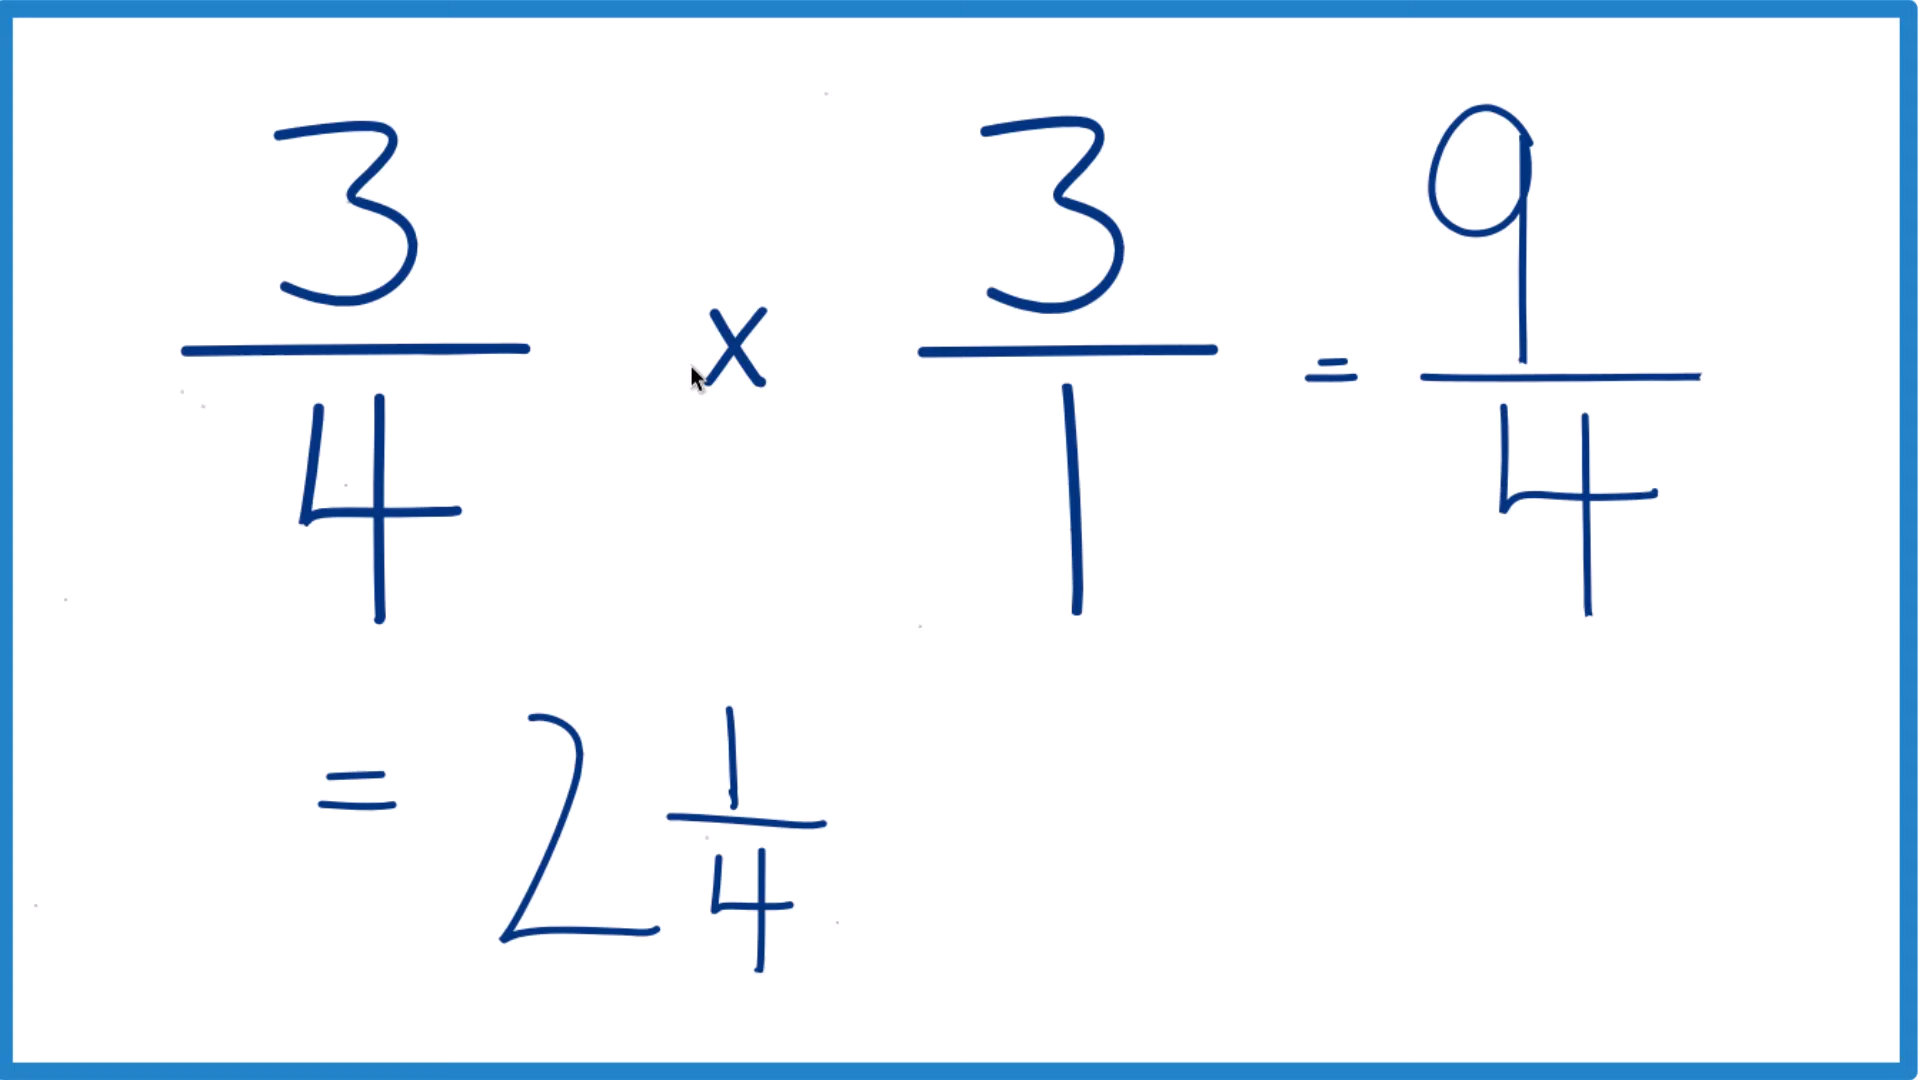 3/4 x 3/1 = 9/4
= 2 1/4